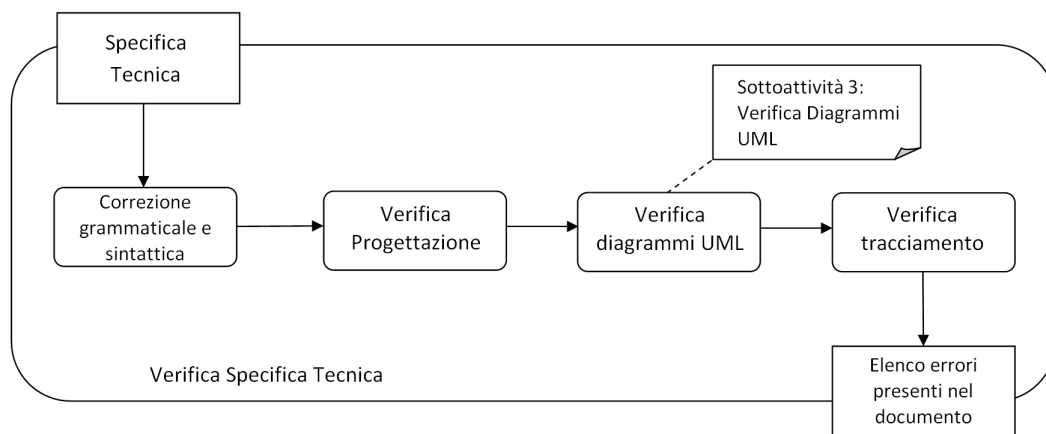 Specifica
Tecnica
Sottoattività 3:
Verifica Diagrammi
UML
Correzione
grammaticale e
sintattica
Verifica
Progettazione
Verifica
diagrammi UML
Verifica
tracciamento
Verifica Specifica Tecnica
Elenco errori
presenti nel
documento